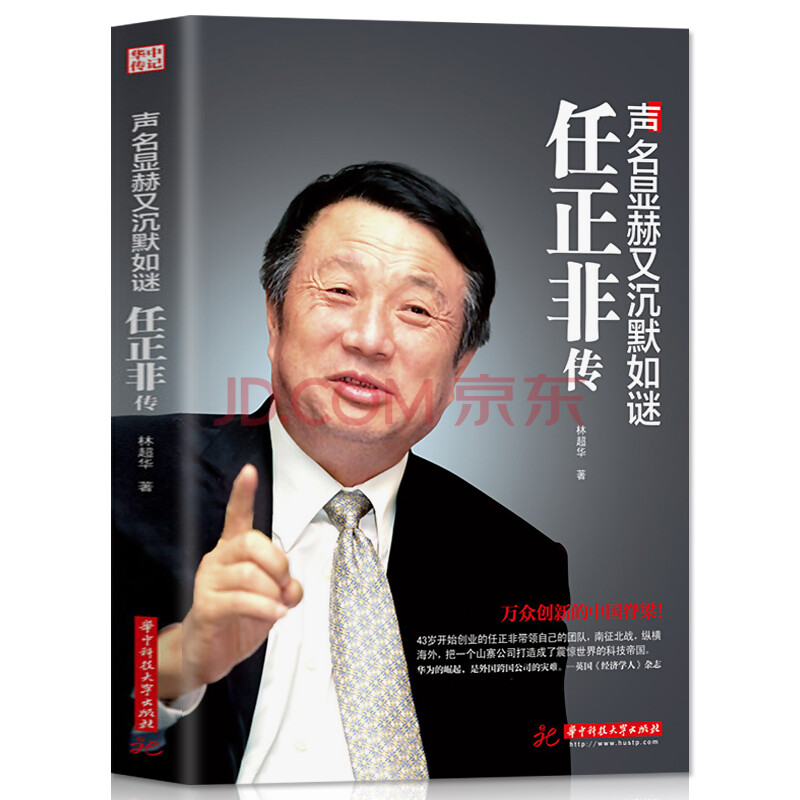 华中
传记
声名显赫又沉默如谜
任正非传
林超华 著
华中科技大学出版社
声名显赫又沉默如谜
任正非传
林超华 著
JD.COM 京东
万众创新的中国脊梁!
43岁开始创业的任正非带领自己的团队，南征北战，纵横
海外，把一个山寨公司打造成了震惊世界的科技帝国。
华为的崛起，是外国跨国公司的灾难。—英国《经济学人》杂志
华中科技大学出版社
http://www.hustp.com